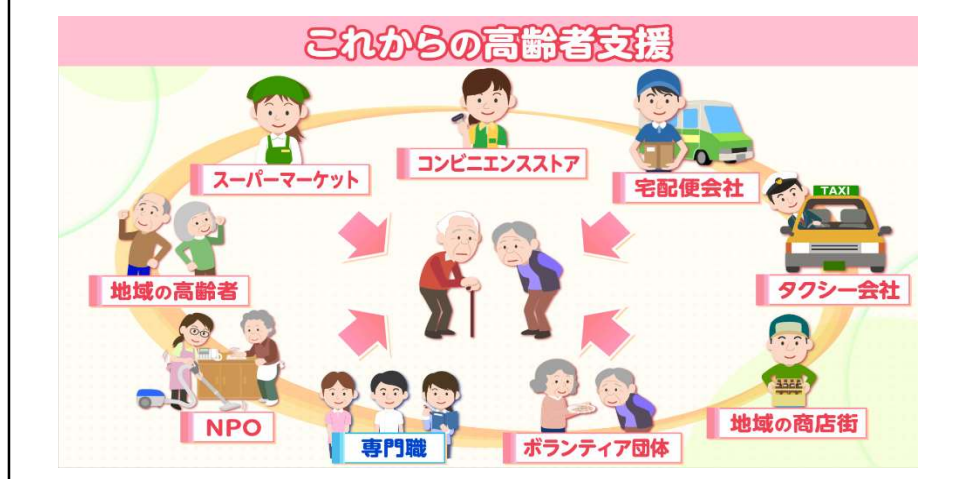 これからの高齢者支援
スーパーマーケット
コンビニエンスストア
宅配便会社
TAXI
タクシー会社
地域の高齢者
NPO
専門職
ボランティア団体
地域の商店街